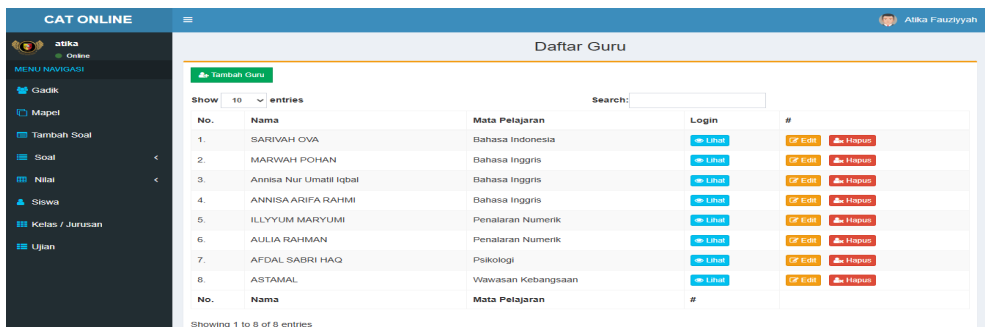 CAT ONLINE
Atika Fauziyyah
atika
Online
MENU NAVIGASI
Gadik
Mapel
Tambah Soal
Soal
Nilai
Siswa
Kelas / Jurusan
Ujian
Daftar Guru
Tambah Guru
Show 10 entries Search:
No. Nama Mata Pelajaran Login #
1. SARIVAH OVA Bahasa Indonesia Lihat Edit Hapus
2. MARWAH POHAN Bahasa Inggris Lihat Edit Hapus
3. Annisa Nur Umatil Iqbal Bahasa Inggris Lihat Edit Hapus
4. ANNISA ARIFA RAHMI Bahasa Inggris Lihat Edit Hapus
5. ILLYYUM MARYUMI Penalaran Numerik Lihat Edit Hapus
6. AULIA RAHMAN Penalaran Numerik Lihat Edit Hapus
7. AFDAL SABRI HAQ Psikologi Lihat Edit Hapus
8. ASTAMAL Wawasan Kebangsaan Lihat Edit Hapus
No. Nama Mata Pelajaran #
Showing 1 to 8 of 8 entries